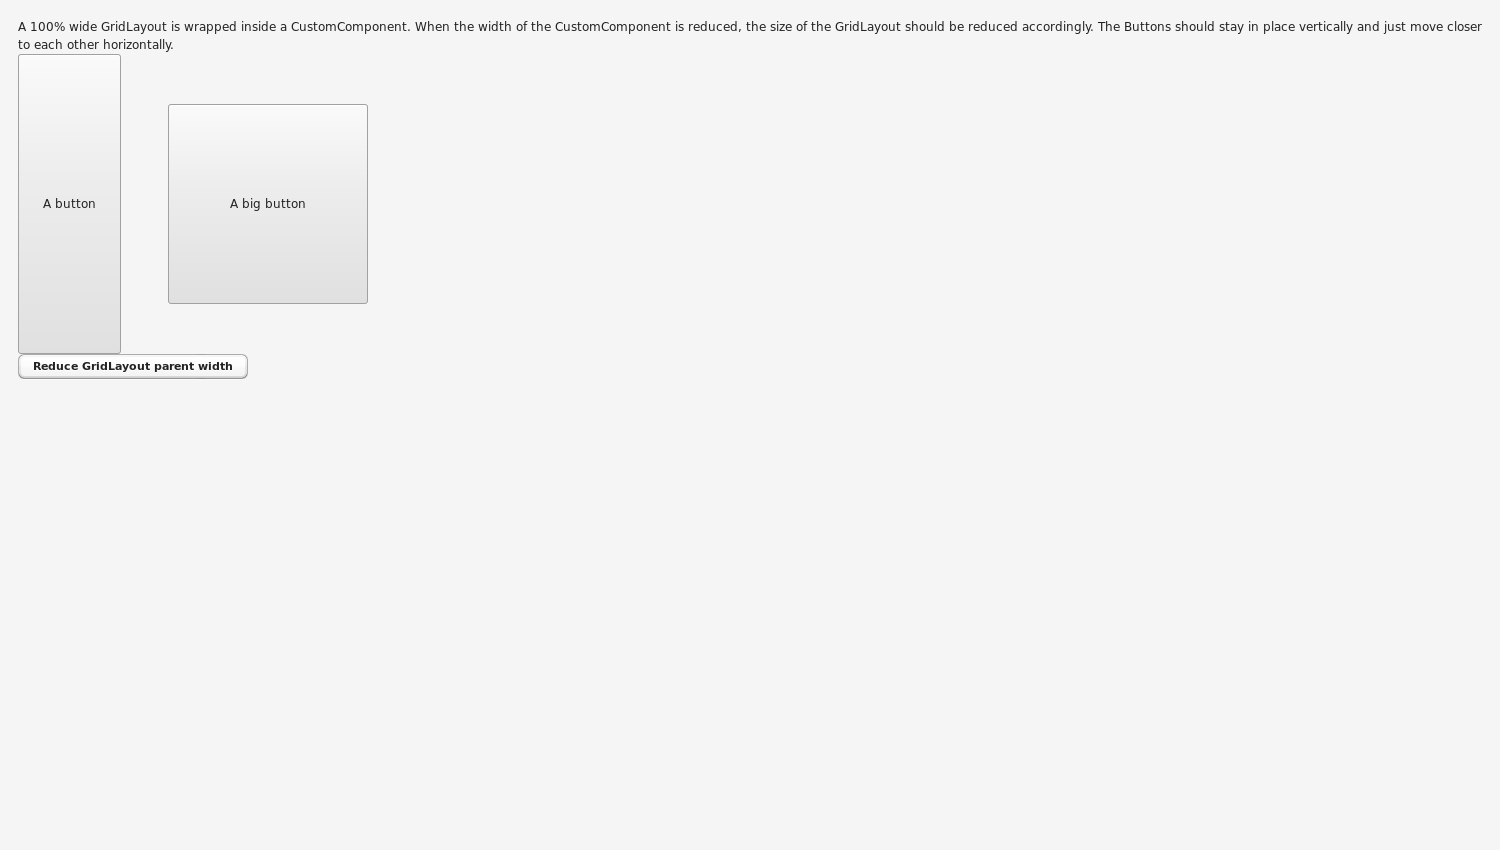 A 100% wide GridLayout is wrapped inside a CustomComponent. When the width of the CustomComponent is reduced, the size of the GridLayout should be reduced accordingly. The Buttons should stay in place vertically and just move closer
to each other horizontally.
A button
A big button
Reduce GridLayout parent width